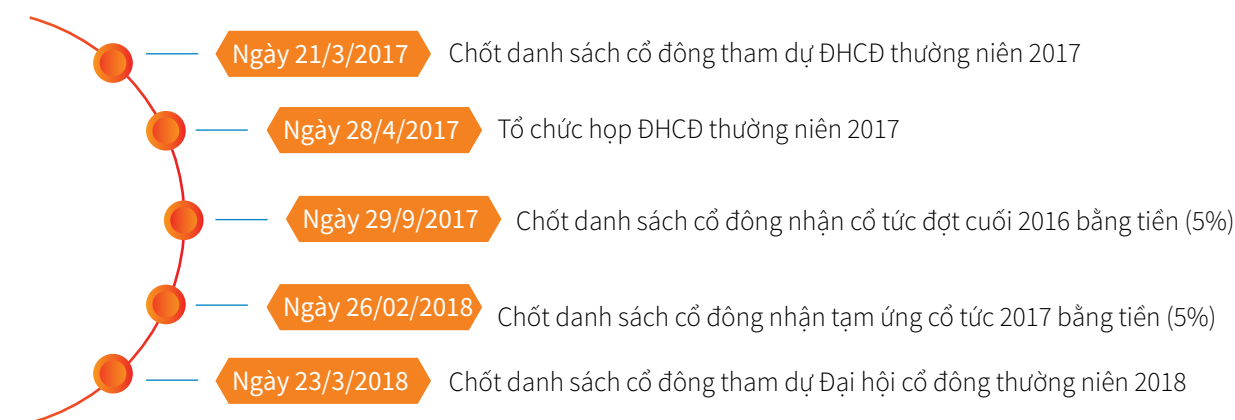 Ngày 21/3/2017 Chốt danh sách cổ đông tham dự ĐHCĐ thường niên 2017
Ngày 28/4/2017 Tổ chức họp ĐHCĐ thường niên 2017
Ngày 29/9/2017 Chốt danh sách cổ đông nhận cổ tức đợt cuối 2016 bằng tiền (5%)
Ngày 26/02/2018 Chốt danh sách cổ đông nhận tạm ứng cổ tức 2017 bằng tiền (5%)
Ngày 23/3/2018 Chốt danh sách cổ đông tham dự Đại hội cổ đông thường niên 2018